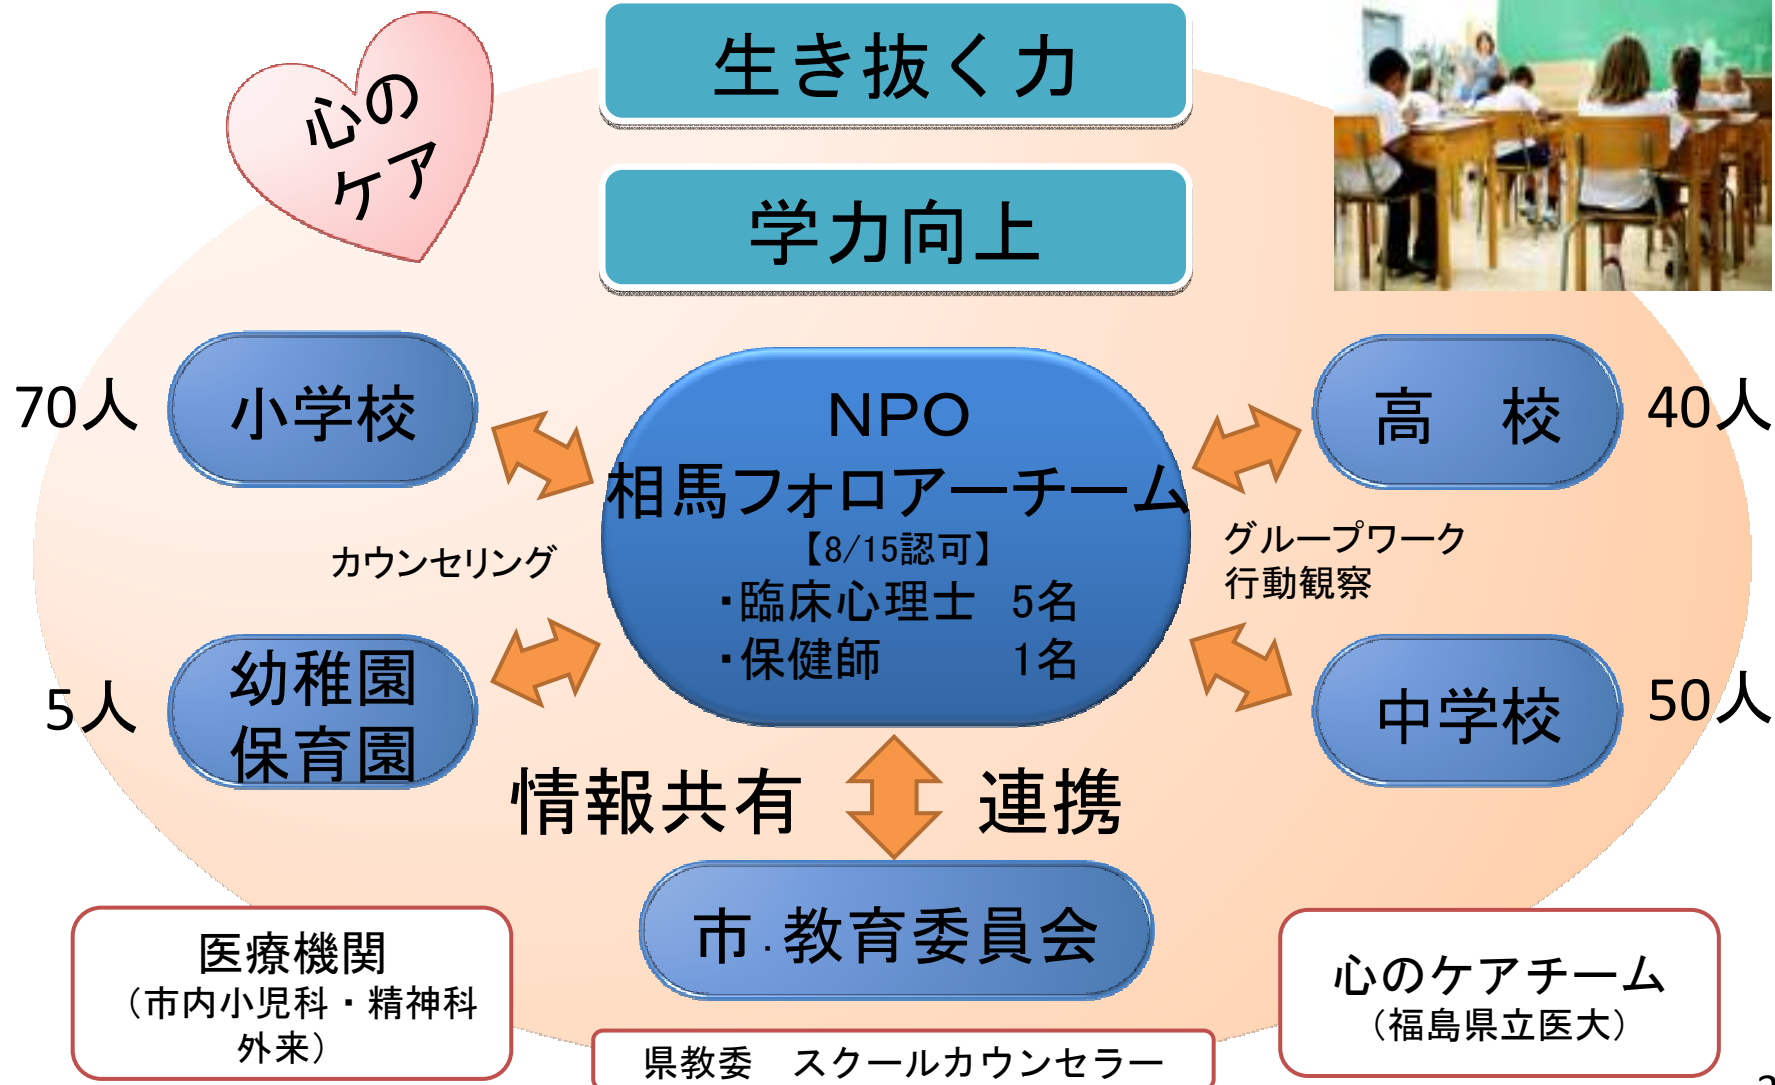 心の
ケア
生き抜く力
学力向上
70人
小学校
NPO
相馬フォロアーチーム
【8/15認可】
・臨床心理士 5名
・保健師 1名
高 校
40人
カウンセリング
グループワーク
行動観察
5人
幼稚園
保育園
中学校
50人
情報共有
連携
市.教育委員会
医療機関
（市内小児科・精神科
外来）
県教委 スクールカウンセラー
心のケアチーム
（福島県立医大）